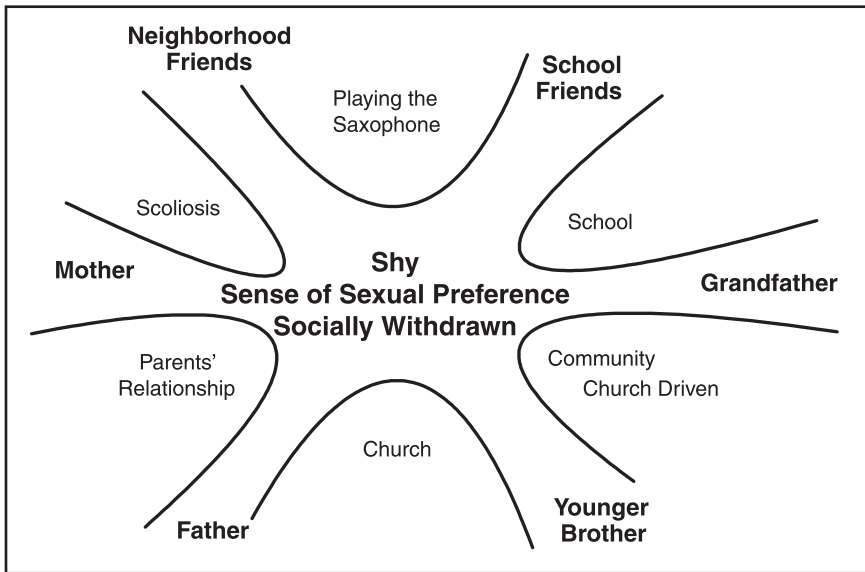 Neighborhood
Friends
Playing the
Saxophone
School
Friends
Scoliosis
School
Mother
Shy
Sense of Sexual Preference
Socially Withdrawn
Grandfather
Parents’
Relationship
Community
Church Driven
Church
Father
Younger
Brother